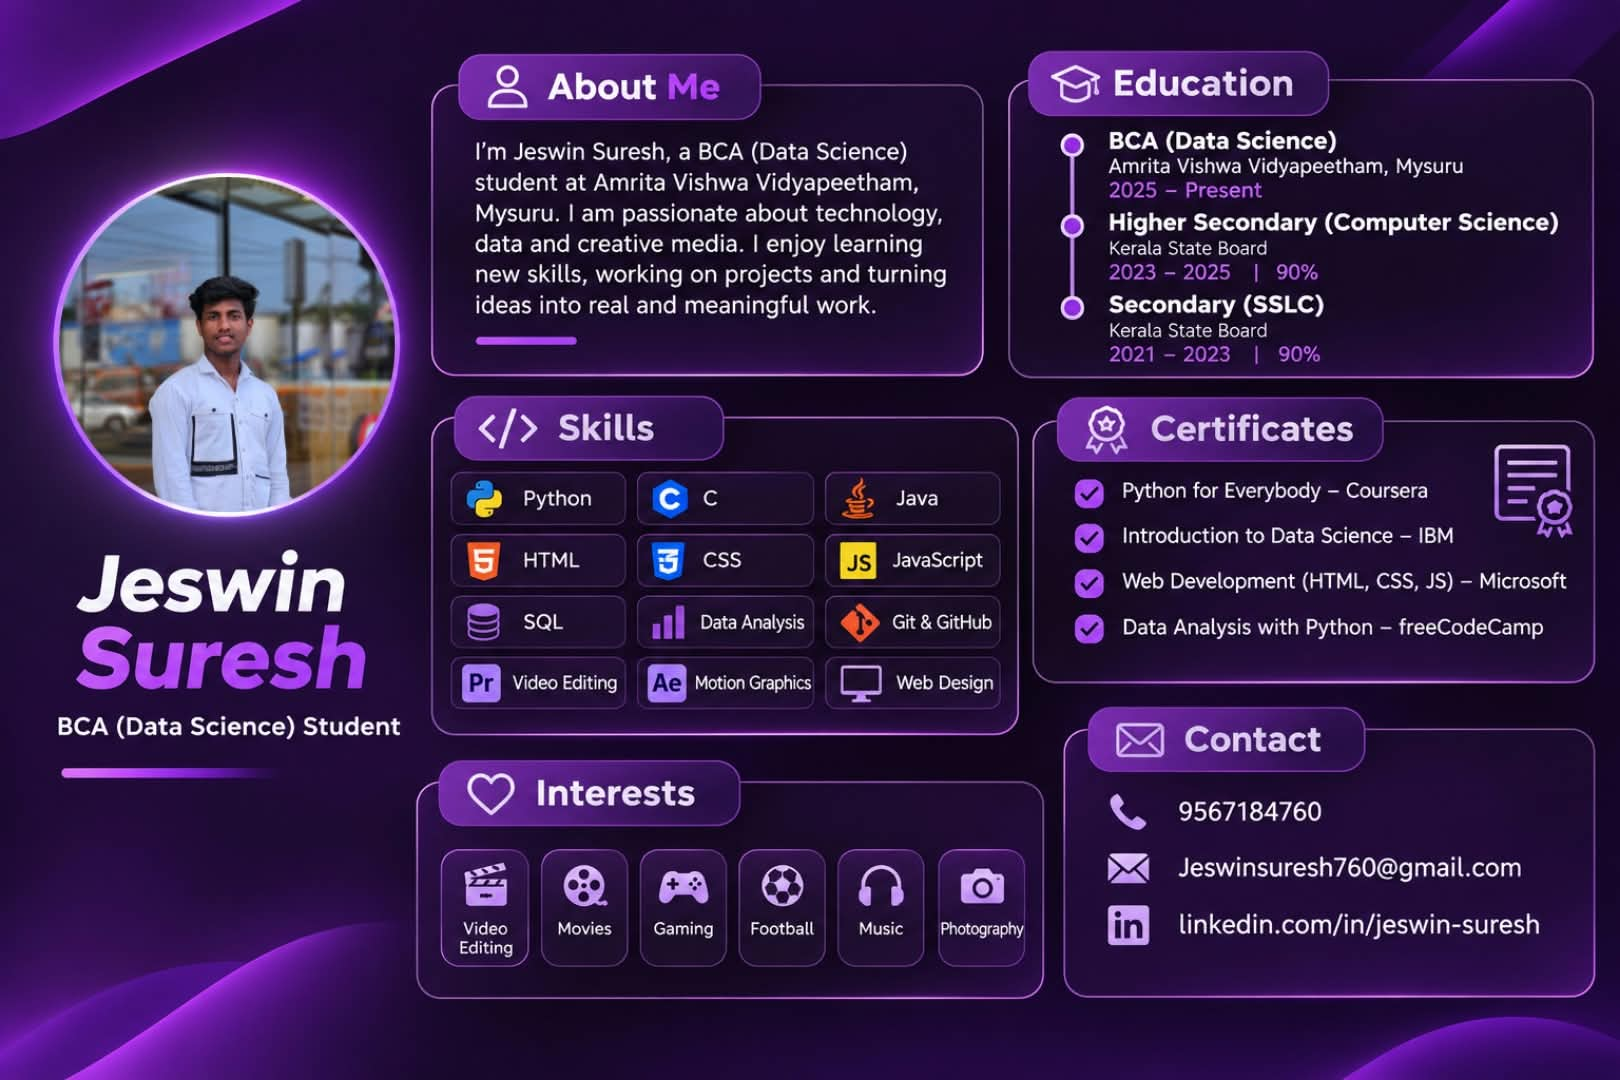 Jeswin
Suresh
BCA (Data Science) Student
About Me
I'm Jeswin Suresh, a BCA (Data Science)
student at Amrita Vishwa Vidyapeetham,
Mysuru. I am passionate about technology,
data and creative media. I enjoy learning
new skills, working on projects and turning
ideas into real and meaningful work.
Education
BCA (Data Science)
Amrita Vishwa Vidyapeetham, Mysuru
2025 – Present
Higher Secondary (Computer Science)
Kerala State Board
2023 – 2025 | 90%
Secondary (SSLC)
Kerala State Board
2021 – 2023 | 90%
</> Skills
Python
C C
Java
5 HTML
3 CSS
JS JavaScript
SQL
Data Analysis
Git & GitHub
Pr Video Editing
Ae Motion Graphics
Web Design
Certificates
Python for Everybody – Coursera
Introduction to Data Science – IBM
Web Development (HTML, CSS, JS) – Microsoft
Data Analysis with Python – freeCodeCamp
Interests
Video
Editing
Movies
Gaming
Football
Music
Photography
Contact
9567184760
Jeswinsuresh760@gmail.com
in linkedin.com/in/jeswin-suresh